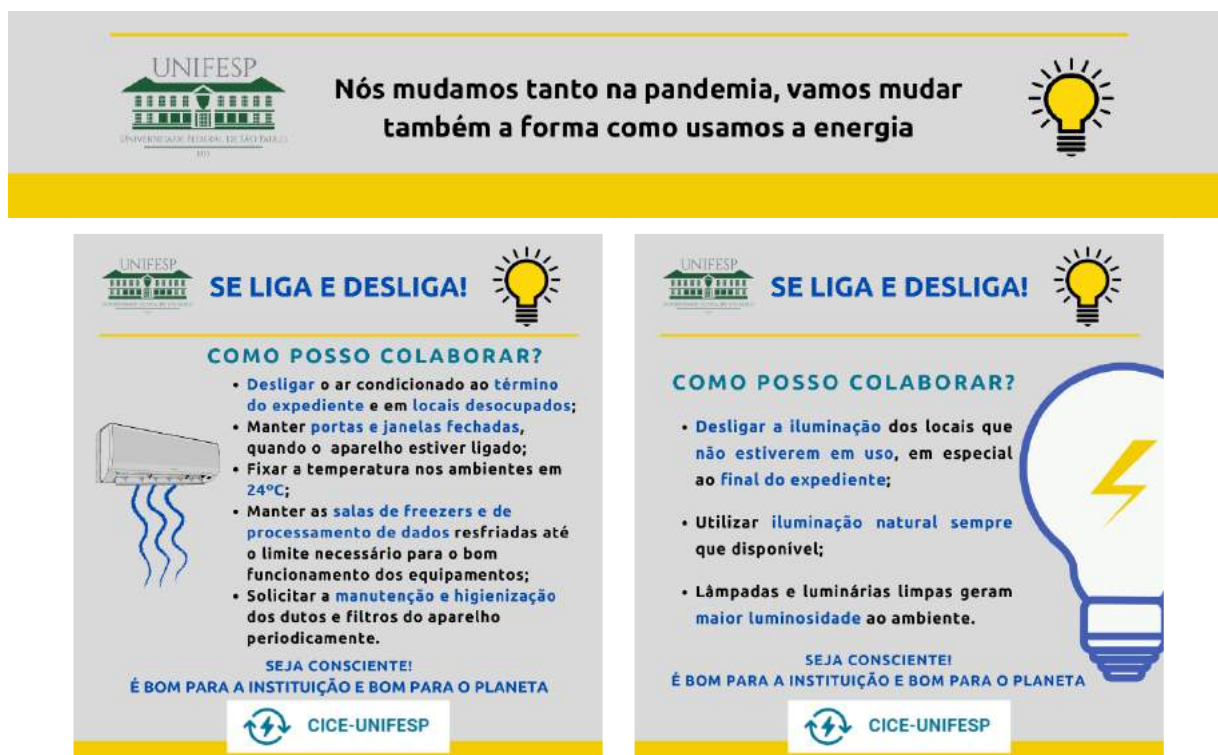 UNIFESP
UNIVERSIDADE FEDERAL DE SÃO PAULO
Nós mudamos tanto na pandemia, vamos mudar
também a forma como usamos a energia
UNIFESP
SE LIGA E DESLIGA!
COMO POSSO COLABORAR?
• Desligar o ar condicionado ao término
do expediente e em locais desocupados;
• Manter portas e janelas fechadas,
quando o aparelho estiver ligado;
• Fixar a temperatura nos ambientes em
24ºC;
• Manter as salas de freezers e de
processamento de dados resfriadas até
o limite necessário para o bom
funcionamento dos equipamentos;
• Solicitar a manutenção e higienização
dos dutos e filtros do aparelho
periodicamente.
SEJA CONSCIENTE!
É BOM PARA A INSTITUIÇÃO E BOM PARA O PLANETA
CICE-UNIFESP
UNIFESP
SE LIGA E DESLIGA!
COMO POSSO COLABORAR?
• Desligar a iluminação dos locais que
não estiverem em uso, em especial
ao final do expediente;
• Utilizar iluminação natural sempre
que disponível;
• Lâmpadas e luminárias limpas geram
maior luminosidade ao ambiente.
SEJA CONSCIENTE!
É BOM PARA A INSTITUIÇÃO E BOM PARA O PLANETA
CICE-UNIFESP